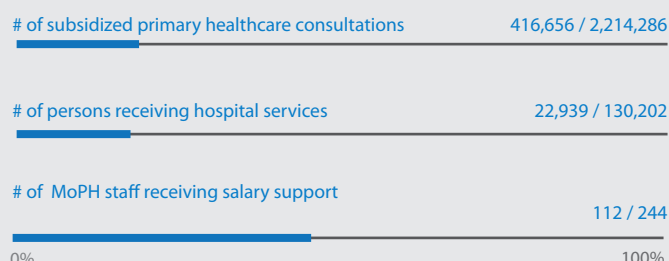 # of subsidized primary healthcare consultations 416,656 / 2,214,286
# of persons receiving hospital services 22,939 / 130,202
# of MoPH staff receiving salary support
112 / 244
0% 100%